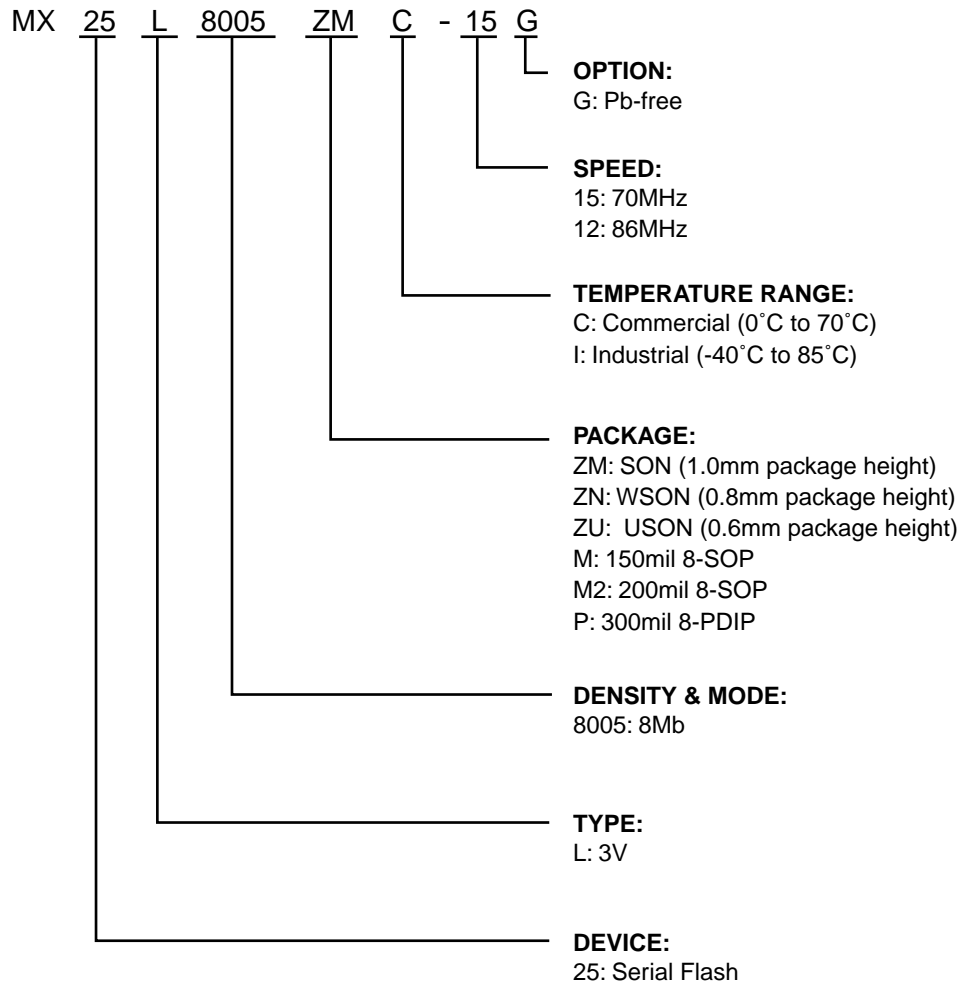 MX 25 L 8005 ZM C - 15 G
OPTION:
G: Pb-free
SPEED:
15: 70MHz
12: 86MHz
TEMPERATURE RANGE:
C: Commercial (0˚C to 70˚C)
I: Industrial (-40˚C to 85˚C)
PACKAGE:
ZM: SON (1.0mm package height)
ZN: WSON (0.8mm package height)
ZU: USON (0.6mm package height)
M: 150mil 8-SOP
M2: 200mil 8-SOP
P: 300mil 8-PDIP
DENSITY & MODE:
8005: 8Mb
TYPE:
L: 3V
DEVICE:
25: Serial Flash